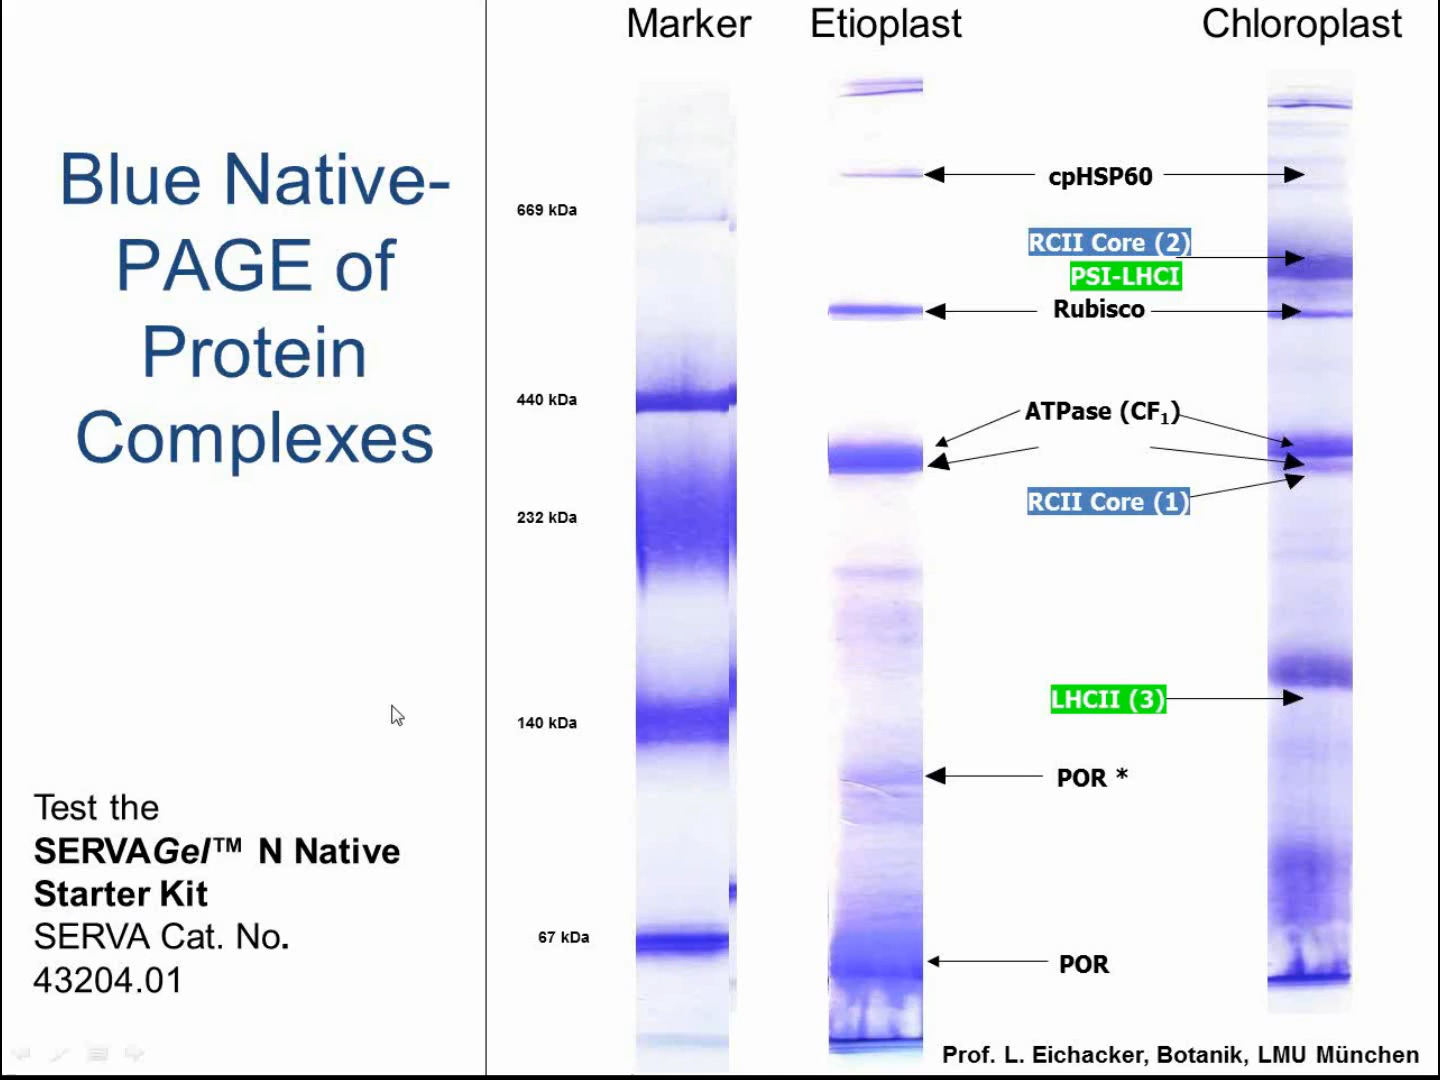 Marker Etioplast Chloroplast
Blue Native-
PAGE of
Protein
Complexes
Test the
SERVAGel™ N Native
Starter Kit
SERVA Cat. No.
43204.01
669 kDa
440 kDa
232 kDa
140 kDa
67 kDa
cpHSP60
RCII Core (2)
PSI-LHCI
Rubisco
ATPase (CF₁)
RCII Core (1)
LHCII (3)
POR *
POR
Prof. L. Eichacker, Botanik, LMU München